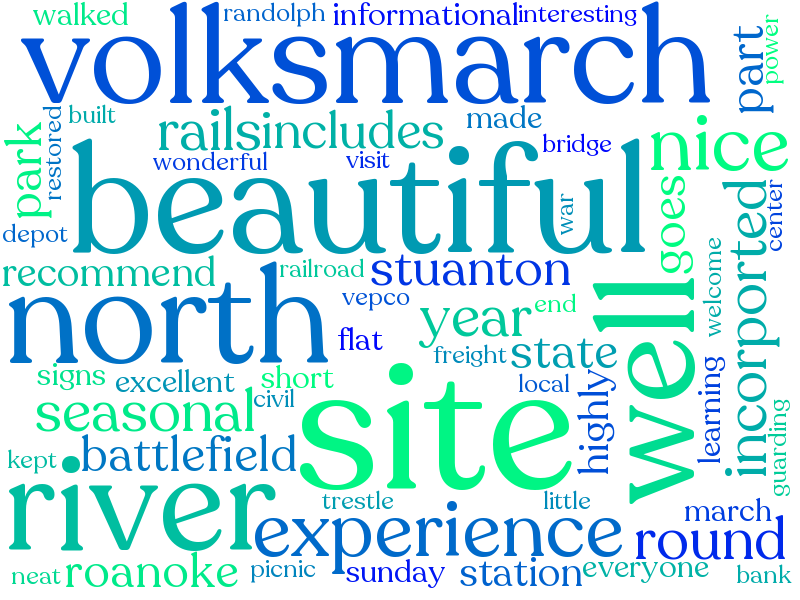 walked randolph informational interesting
volksmarch part power
built rails includes made
restored park wonderful visit bridge nice
beautiful war
depot goes incorported center
recommend railroad stuanton welcome
north vepco year end well
flat freight state
signs excellent short local highly learning
seasonal civil site guarding
kept battlefield
river trestle little march
experience round
neat roanoke picnic sunday station everyone bank